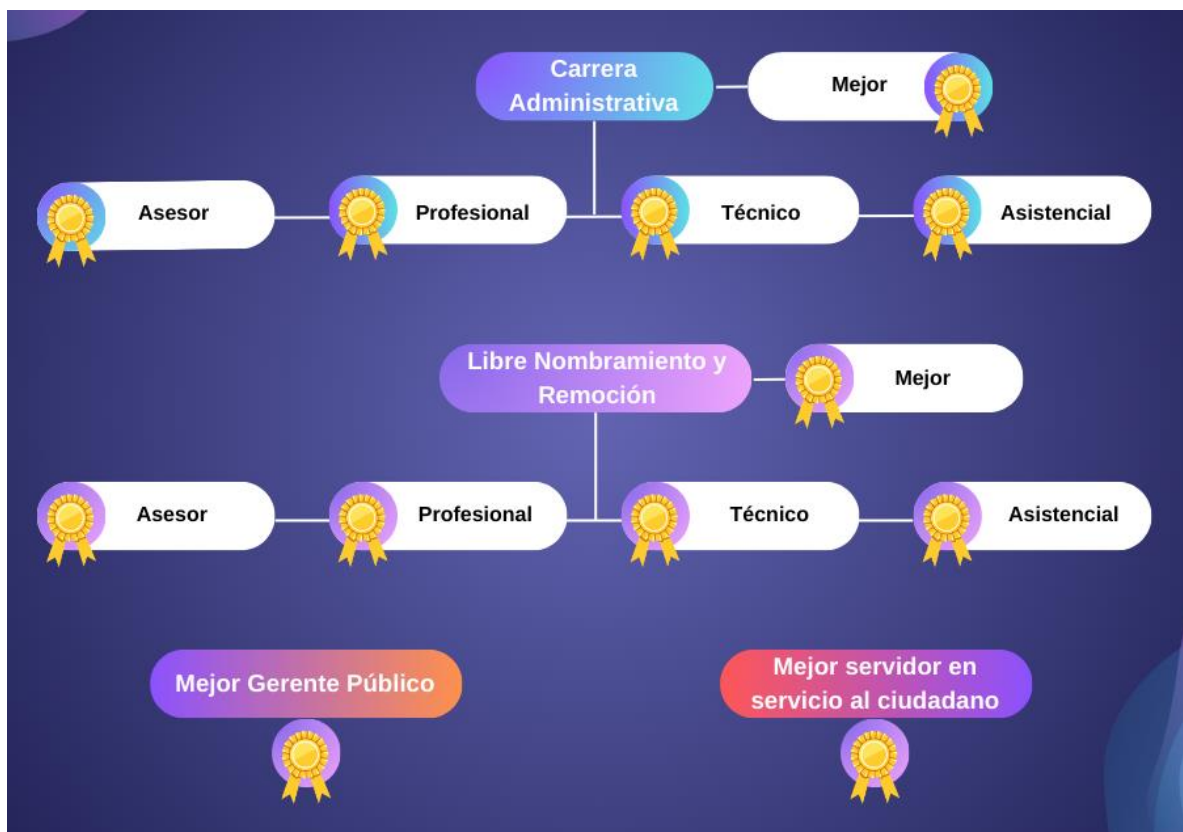 Carrera
Administrativa
Mejor
Asesor
Profesional
Técnico
Asistencial
Libre Nombramiento y
Remoción
Mejor
Asesor
Profesional
Técnico
Asistencial
Mejor Gerente Público
Mejor servidor en
servicio al ciudadano